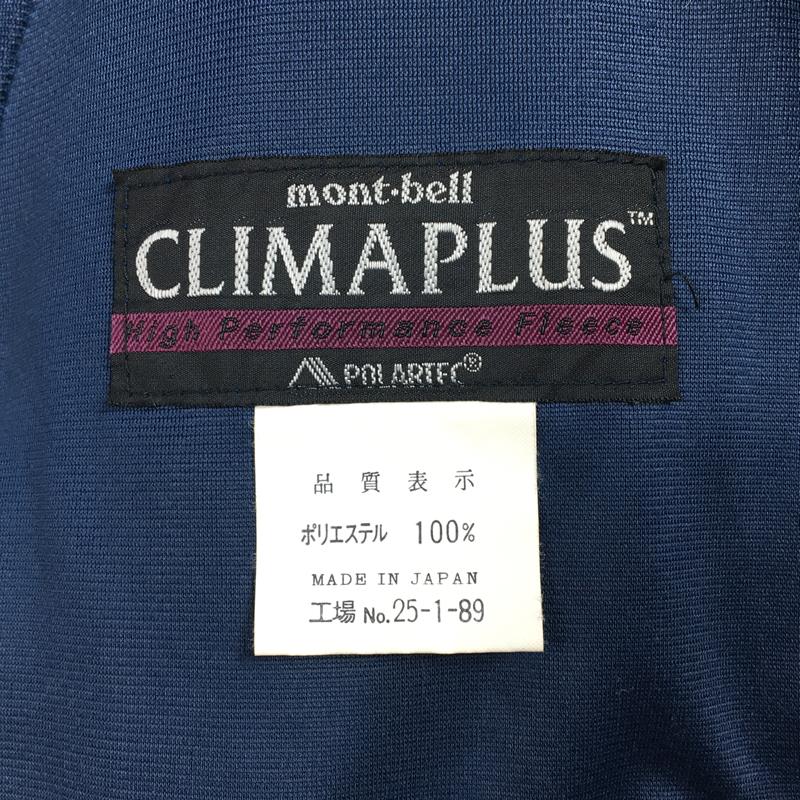 mont-bell
CLIMAPLUS™
High Performance Fleece
POLARTEC®
品質表示
ポリエステル 100%
MADE IN JAPAN
工場 No.25-1-89